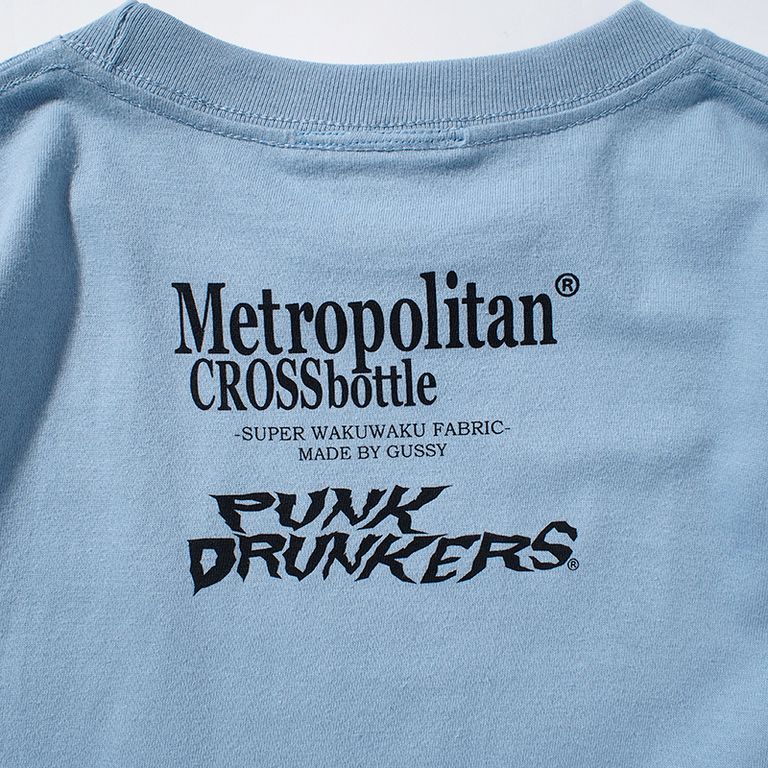 Metropolitan®
CROSSbottle
-SUPER WAKUWAKU FABRIC-
MADE BY GUSSY
PUNK
DRUNKERS®